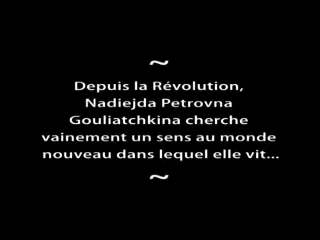 ~
Depuis la Révolution,
Nadiejda Petrovna
Gouliatchkina cherche
vainement un sens au monde
nouveau dans lequel elle vit...
~